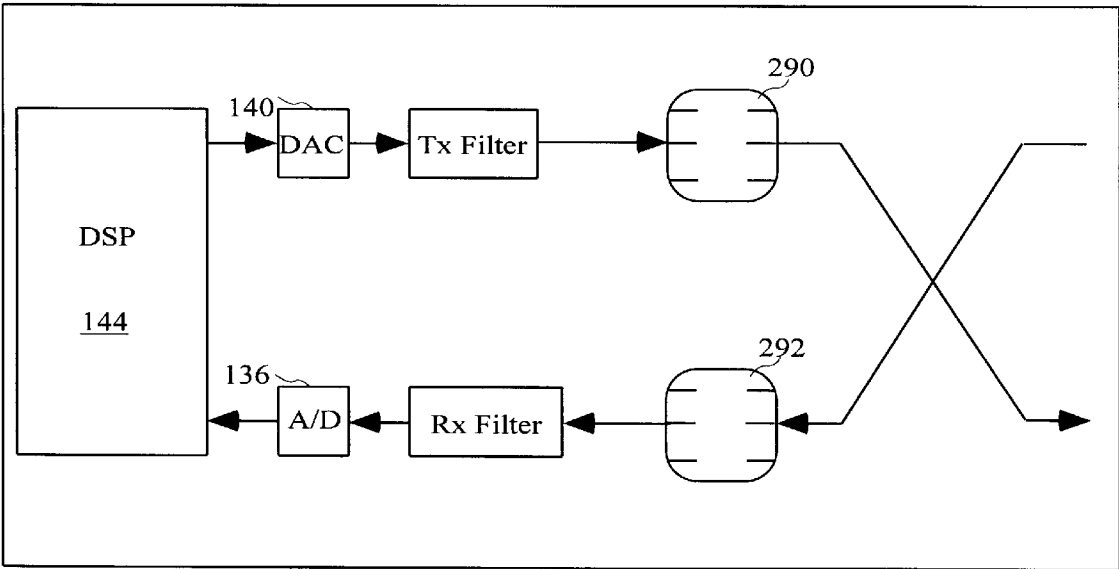 290
140
DAC
Tx Filter
DSP
144
292
136
A/D
Rx Filter